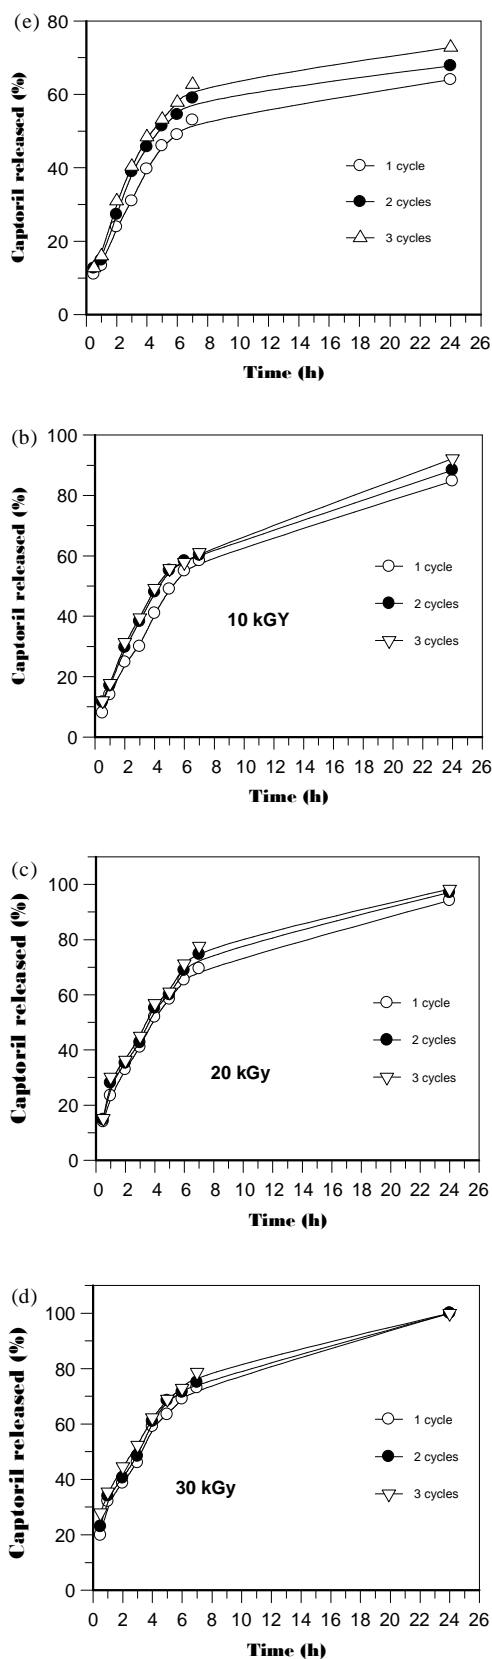 (e)
80
60
40
20
0
Captoril released (%)
1 cycle
2 cycles
3 cycles
0 2 4 6 8 10 12 14 16 18 20 22 24 26
Time (h)
(b)
100
80
60
40
20
0
Captoril released (%)
1 cycle
2 cycles
3 cycles
10 kGY
0 2 4 6 8 10 12 14 16 18 20 22 24 26
Time (h)
(c)
100
80
60
40
20
0
Captoril released (%)
1 cycle
2 cycles
3 cycles
20 kGy
0 2 4 6 8 10 12 14 16 18 20 22 24 26
Time (h)
(d)
100
80
60
40
20
0
Captoril released (%)
1 cycle
2 cycles
3 cycles
30 kGy
0 2 4 6 8 10 12 14 16 18 20 22 24 26
Time (h)